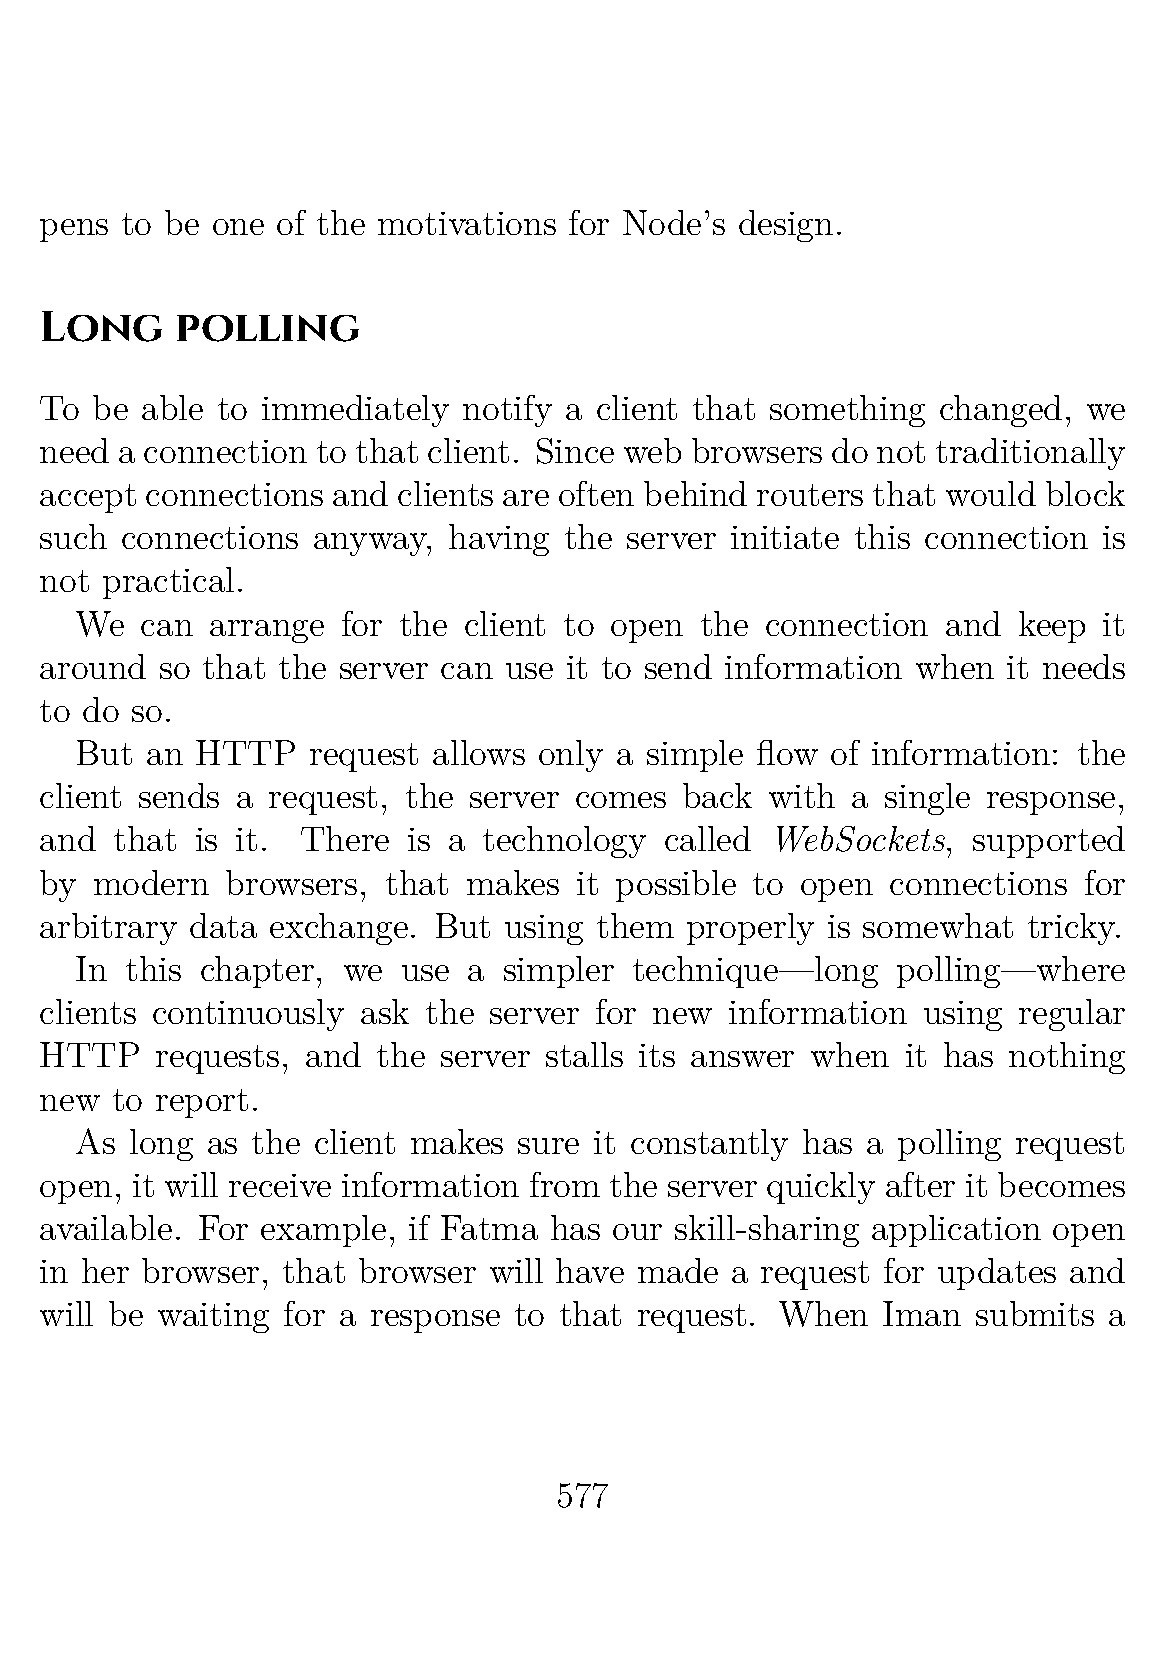 pens to be one of the motivations for Node’s design.
Long polling
To be able to immediately notify a client that something changed, we
need a connection to that client. Since web browsers do not traditionally
accept connections and clients are often behind routers that would block
such connections anyway, having the server initiate this connection is
not practical.
We can arrange for the client to open the connection and keep it
around so that the server can use it to send information when it needs
to do so.
But an HTTP request allows only a simple flow of information: the
client sends a request, the server comes back with a single response,
and that is it. There is a technology called WebSockets, supported
by modern browsers, that makes it possible to open connections for
arbitrary data exchange. But using them properly is somewhat tricky.
In this chapter, we use a simpler technique—long polling—where
clients continuously ask the server for new information using regular
HTTP requests, and the server stalls its answer when it has nothing
new to report.
As long as the client makes sure it constantly has a polling request
open, it will receive information from the server quickly after it becomes
available. For example, if Fatma has our skill-sharing application open
in her browser, that browser will have made a request for updates and
will be waiting for a response to that request. When Iman submits a
577